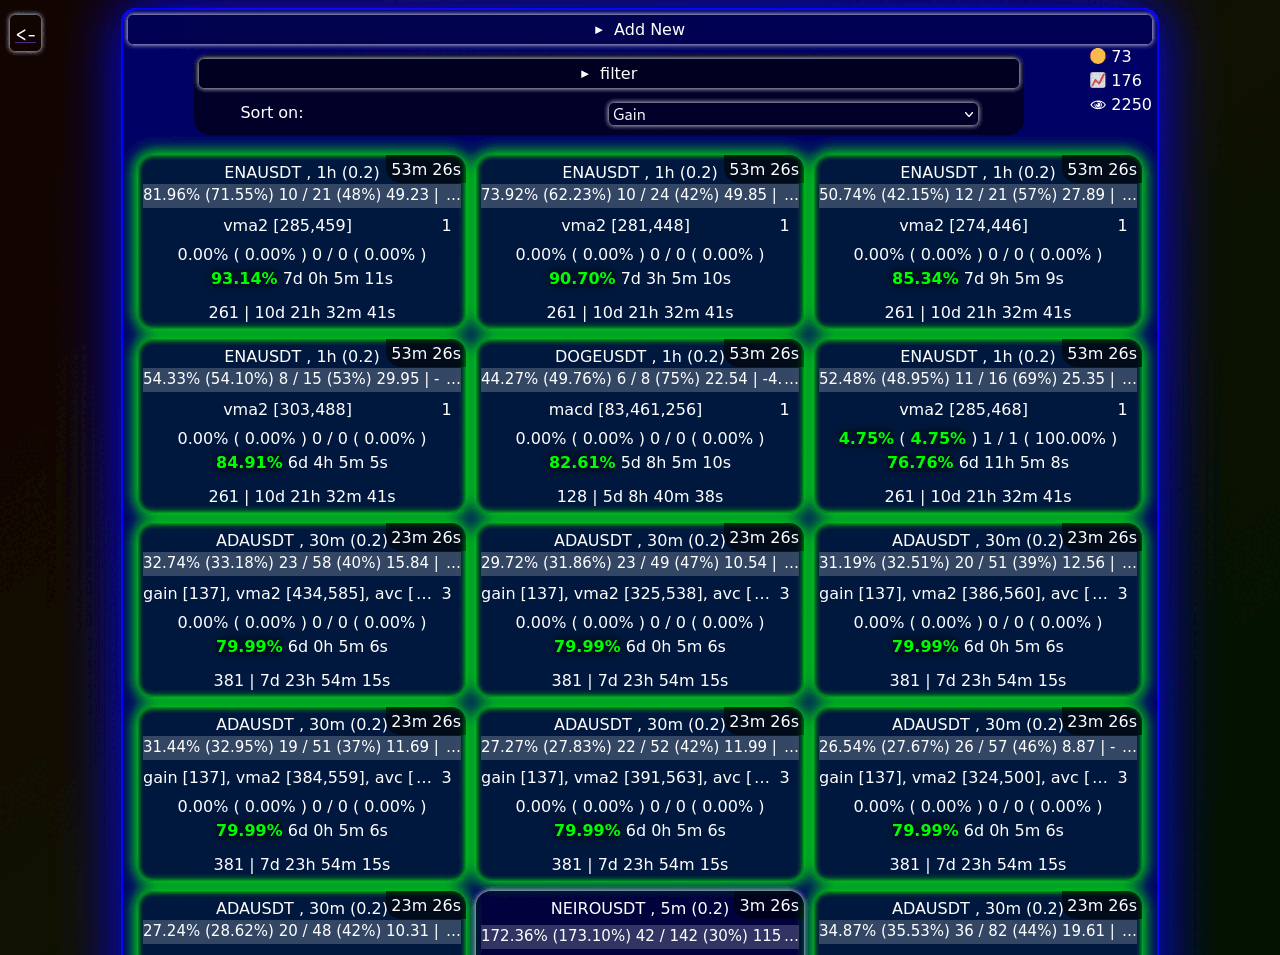 <-
▸ Add New
73
▸ filter
176
Sort on:
Gain
2250
ENAUSDT , 1h (0.2) 53m 26s
81.96% (71.55%) 10 / 21 (48%) 49.23 | ...
vma2 [285,459] 1
0.00% ( 0.00% ) 0 / 0 ( 0.00% )
93.14% 7d 0h 5m 11s
261 | 10d 21h 32m 41s
ENAUSDT , 1h (0.2) 53m 26s
73.92% (62.23%) 10 / 24 (42%) 49.85 | ...
vma2 [281,448] 1
0.00% ( 0.00% ) 0 / 0 ( 0.00% )
90.70% 7d 3h 5m 10s
261 | 10d 21h 32m 41s
ENAUSDT , 1h (0.2) 53m 26s
50.74% (42.15%) 12 / 21 (57%) 27.89 | ...
vma2 [274,446] 1
0.00% ( 0.00% ) 0 / 0 ( 0.00% )
85.34% 7d 9h 5m 9s
261 | 10d 21h 32m 41s
ENAUSDT , 1h (0.2) 53m 26s
54.33% (54.10%) 8 / 15 (53%) 29.95 | - ...
vma2 [303,488] 1
0.00% ( 0.00% ) 0 / 0 ( 0.00% )
84.91% 6d 4h 5m 5s
261 | 10d 21h 32m 41s
DOGEUSDT , 1h (0.2) 53m 26s
44.27% (49.76%) 6 / 8 (75%) 22.54 | -4....
macd [83,461,256] 1
0.00% ( 0.00% ) 0 / 0 ( 0.00% )
82.61% 5d 8h 5m 10s
128 | 5d 8h 40m 38s
ENAUSDT , 1h (0.2) 53m 26s
52.48% (48.95%) 11 / 16 (69%) 25.35 | ...
vma2 [285,468] 1
4.75% ( 4.75% ) 1 / 1 ( 100.00% )
76.76% 6d 11h 5m 8s
261 | 10d 21h 32m 41s
ADAUSDT , 30m (0.2) 23m 26s
32.74% (33.18%) 23 / 58 (40%) 15.84 | ...
gain [137], vma2 [434,585], avc [... 3
0.00% ( 0.00% ) 0 / 0 ( 0.00% )
79.99% 6d 0h 5m 6s
381 | 7d 23h 54m 15s
ADAUSDT , 30m (0.2) 23m 26s
29.72% (31.86%) 23 / 49 (47%) 10.54 | ...
gain [137], vma2 [325,538], avc [... 3
0.00% ( 0.00% ) 0 / 0 ( 0.00% )
79.99% 6d 0h 5m 6s
381 | 7d 23h 54m 15s
ADAUSDT , 30m (0.2) 23m 26s
31.19% (32.51%) 20 / 51 (39%) 12.56 | ...
gain [137], vma2 [386,560], avc [... 3
0.00% ( 0.00% ) 0 / 0 ( 0.00% )
79.99% 6d 0h 5m 6s
381 | 7d 23h 54m 15s
ADAUSDT , 30m (0.2) 23m 26s
31.44% (32.95%) 19 / 51 (37%) 11.69 | ...
gain [137], vma2 [384,559], avc [... 3
0.00% ( 0.00% ) 0 / 0 ( 0.00% )
79.99% 6d 0h 5m 6s
381 | 7d 23h 54m 15s
ADAUSDT , 30m (0.2) 23m 26s
27.27% (27.83%) 22 / 52 (42%) 11.99 | ...
gain [137], vma2 [391,563], avc [... 3
0.00% ( 0.00% ) 0 / 0 ( 0.00% )
79.99% 6d 0h 5m 6s
381 | 7d 23h 54m 15s
ADAUSDT , 30m (0.2) 23m 26s
26.54% (27.67%) 26 / 57 (46%) 8.87 | - ...
gain [137], vma2 [324,500], avc [... 3
0.00% ( 0.00% ) 0 / 0 ( 0.00% )
79.99% 6d 0h 5m 6s
381 | 7d 23h 54m 15s
ADAUSDT , 30m (0.2) 23m 26s
27.24% (28.62%) 20 / 48 (42%) 10.31 | ...
NEIROUSDT , 5m (0.2) 3m 26s
172.36% (173.10%) 42 / 142 (30%) 115...
ADAUSDT , 30m (0.2) 23m 26s
34.87% (35.53%) 36 / 82 (44%) 19.61 | ...